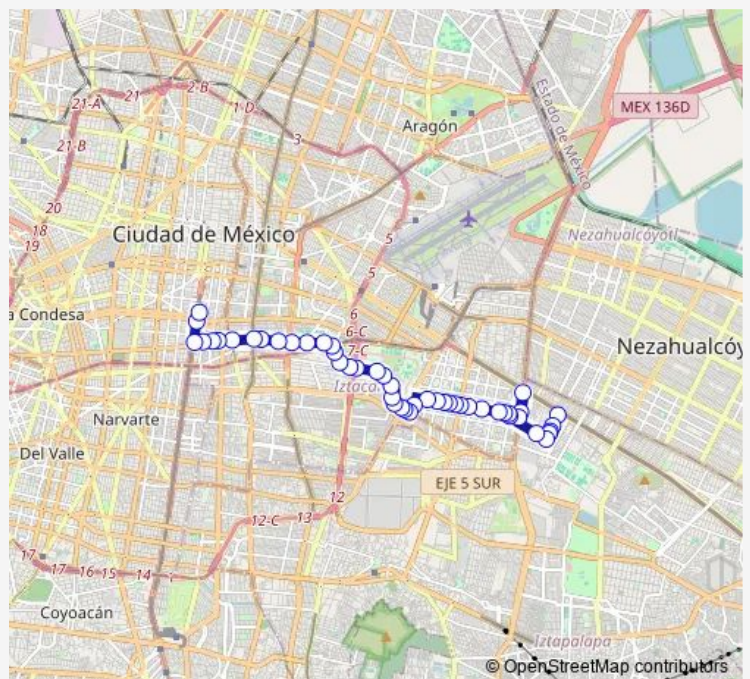 21-A
21
2-B
1-D
21-B
3
Aragón
MEX 136D
Estado de México
20
18
19
Ciudad de México
5
Nezahualcóyotl
5
6
a Condesa
6-C
7-C
Nezahualcóy
Iztaca
Narvarte
Del Valle
EJE 5 SUR
12
12-C
13
17
17
16
15
14
Coyoacán
Iztapalapa
© OpenStreetMap contributors